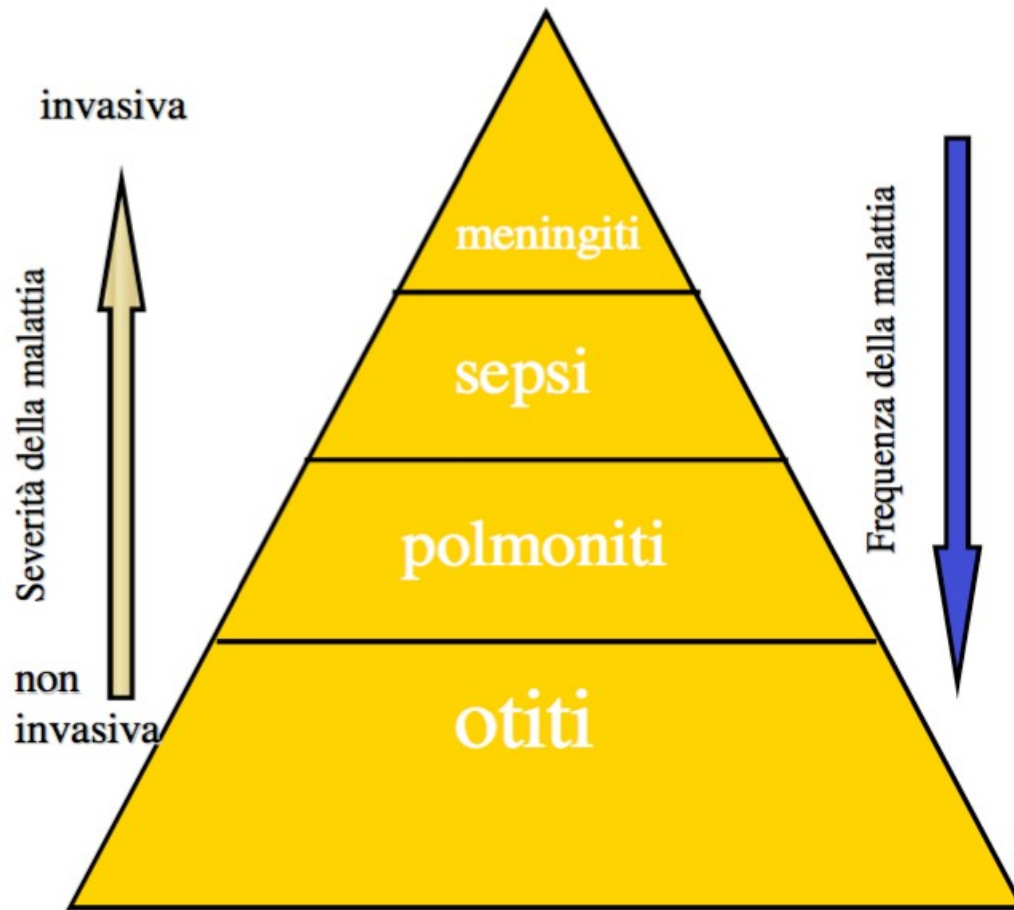 invasiva
Severità della malattia
non
invasiva
meningiti
sepsi
polmoniti
otiti
Frequenza della malattia